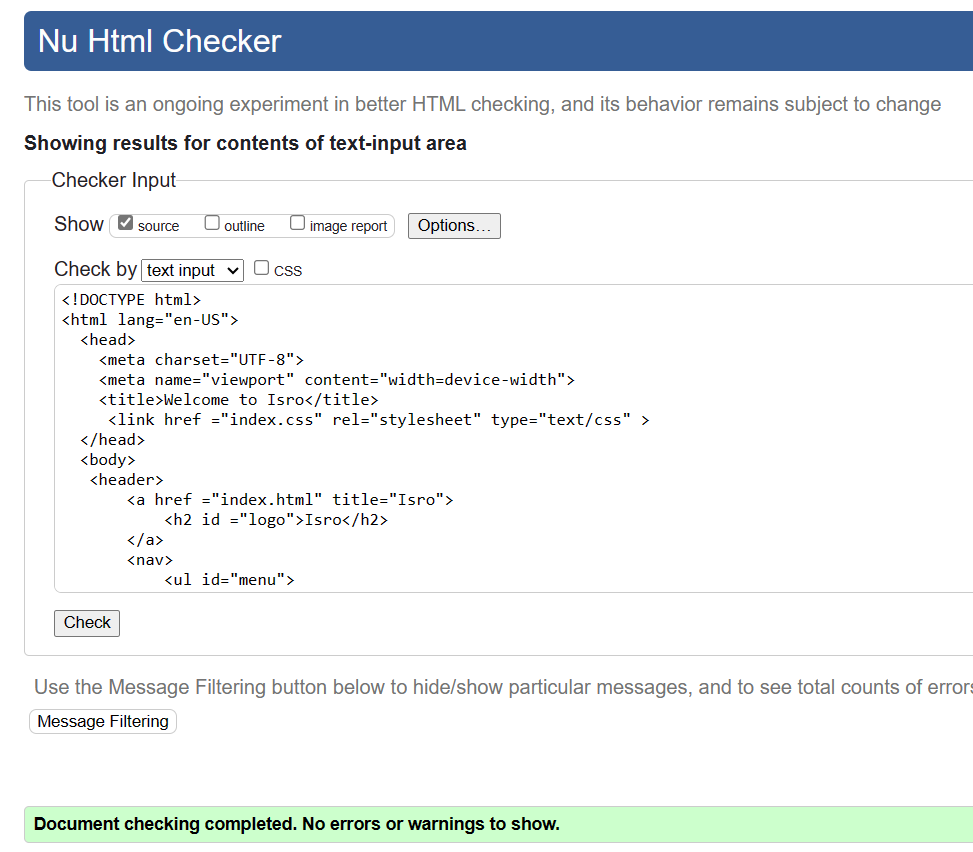 Nu Html Checker
This tool is an ongoing experiment in better HTML checking, and its behavior remains subject to change
Showing results for contents of text-input area
Checker Input
Show source outline image report Options...
Check by text input CSS
<!DOCTYPE html>
<html lang="en-US">
  <head>
    <meta charset="UTF-8">
    <meta name="viewport" content="width=device-width">
    <title>Welcome to Isro</title>
     <link href ="index.css" rel="stylesheet" type="text/css" >
  </head>
  <body>
   <header>
       <a href ="index.html" title="Isro">
           <h2 id ="logo">Isro</h2>
       </a>
       <nav>
           <ul id="menu">
Check
Use the Message Filtering button below to hide/show particular messages, and to see total counts of errors
Message Filtering
Document checking completed. No errors or warnings to show.